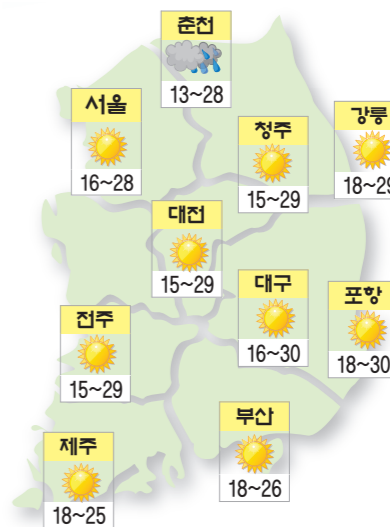 춘천
13~28
서울
16~28
청주
15~29
강릉
18~29
대전
15~29
대구
16~30
포항
18~30
전주
15~29
부산
18~26
제주
18~25